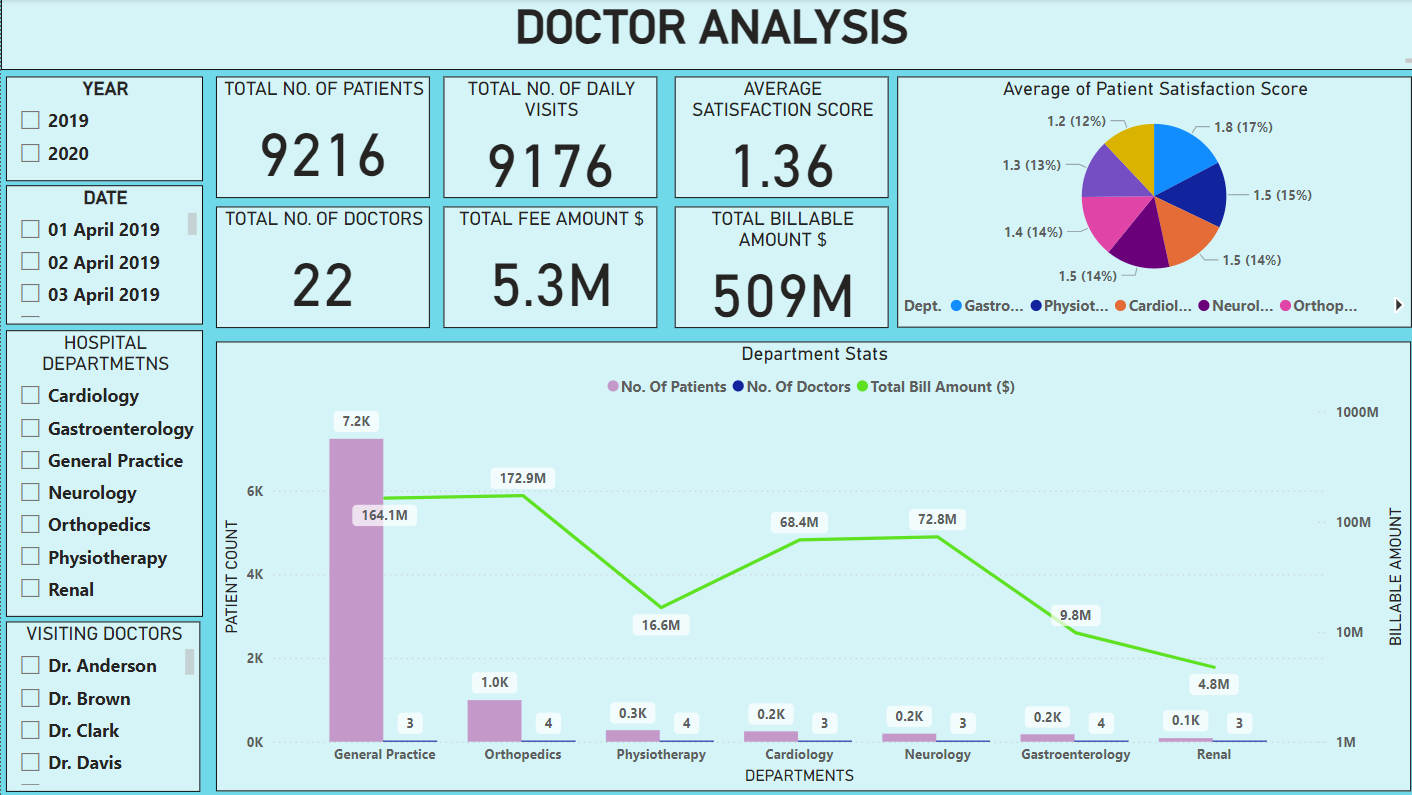 DOCTOR ANALYSIS
YEAR
2019
2020
DATE
01 April 2019
02 April 2019
03 April 2019
HOSPITAL
DEPARTMETNS
Cardiology
Gastroenterology
General Practice
Neurology
Orthopedics
Physiotherapy
Renal
VISITING DOCTORS
Dr. Anderson
Dr. Brown
Dr. Clark
Dr. Davis
TOTAL NO. OF PATIENTS
9216
TOTAL NO. OF DAILY
VISITS
9176
AVERAGE
SATISFACTION SCORE
1.36
TOTAL NO. OF DOCTORS
22
TOTAL FEE AMOUNT $
5.3M
TOTAL BILLABLE
AMOUNT $
509M
Average of Patient Satisfaction Score
1.2 (12%)
1.8 (17%)
1.3 (13%)
1.5 (15%)
1.4 (14%)
1.5 (14%)
1.5 (14%)
Dept. Gastro... Physiot... Cardiol... Neurol... Orthop...
Department Stats
No. Of Patients No. Of Doctors Total Bill Amount ($)
PATIENT COUNT
6K
4K
2K
0K
7.2K
164.1M
3
172.9M
1.0K
4
16.6M
0.3K
4
68.4M
0.2K
3
72.8M
0.2K
3
9.8M
0.2K
4
4.8M
0.1K
3
1000M
100M
10M
1M
BILLABLE AMOUNT
General Practice Orthopedics Physiotherapy Cardiology Neurology Gastroenterology Renal
DEPARTMENTS